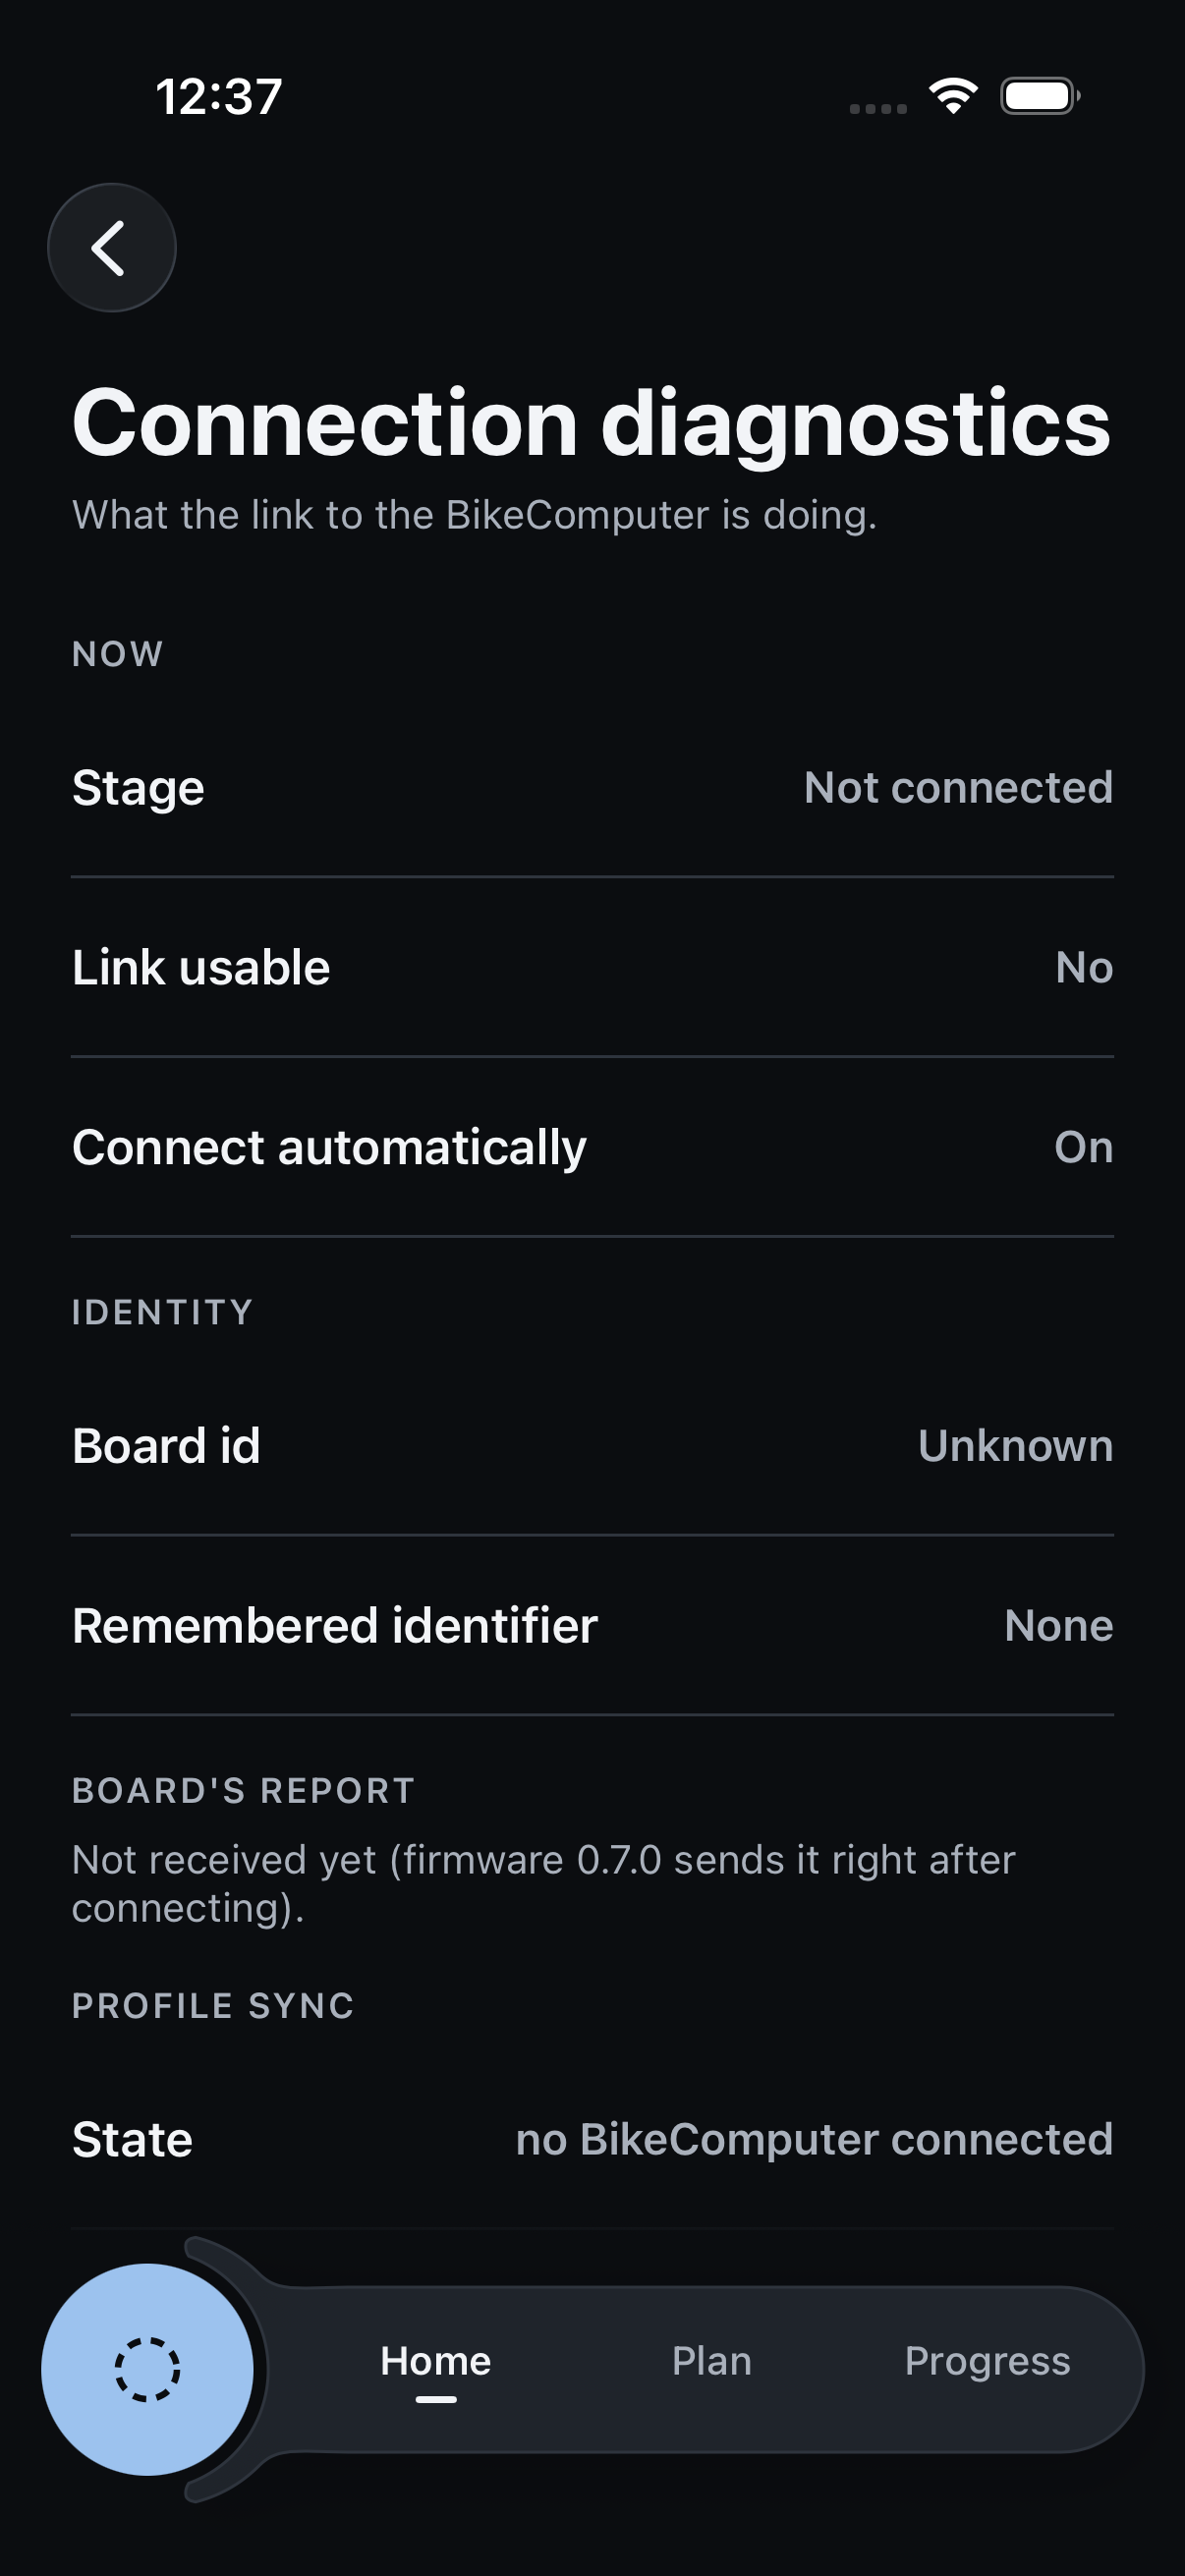 12:37
Connection diagnostics
What the link to the BikeComputer is doing.
NOW
Stage Not connected
Link usable No
Connect automatically On
IDENTITY
Board id Unknown
Remembered identifier None
BOARD'S REPORT
Not received yet (firmware 0.7.0 sends it right after
connecting).
PROFILE SYNC
State no BikeComputer connected
Home Plan Progress